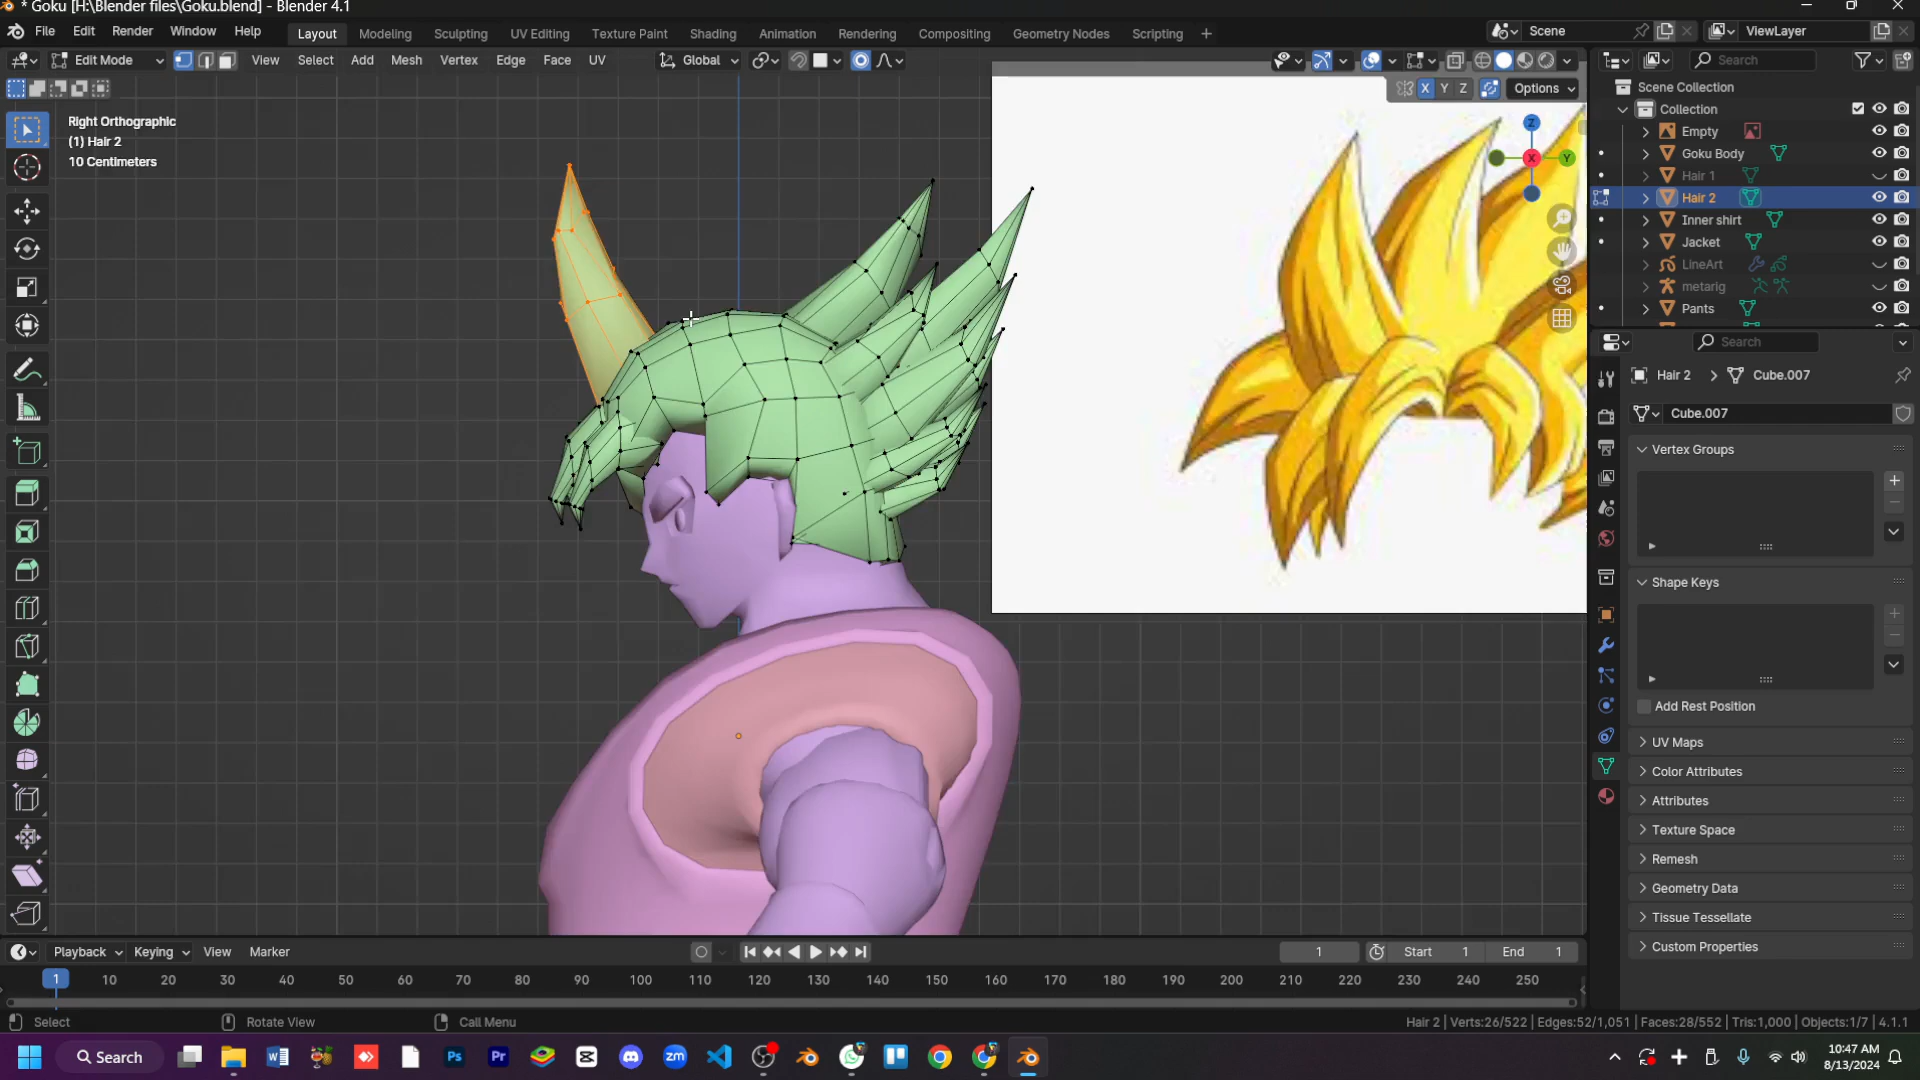 * Goku [H:\Blender files\Goku.blend] - Blender 4.1
File Edit Render Window Help Layout Modeling Sculpting UV Editing Texture Paint Shading Animation Rendering Compositing Geometry Nodes Scripting + Scene ViewLayer
Edit Mode View Select Add Mesh Vertex Edge Face UV Global Search
X Y Z Options
Right Orthographic
(1) Hair 2
10 Centimeters
Z
X
Y
Scene Collection
Collection
Empty
Goku Body
Hair 1
Hair 2
Inner shirt
Jacket
LineArt
metarig
Pants
Search
Hair 2 > Cube.007
Cube.007
Vertex Groups
Shape Keys
Add Rest Position
UV Maps
Color Attributes
Attributes
Texture Space
Remesh
Geometry Data
Tissue Tessellate
Custom Properties
Playback Keying View Marker 1 Start 1 End 1
1 10 20 30 40 50 60 70 80 90 100 110 120 130 140 150 160 170 180 190 200 210 220 230 240 250
Select Rotate View Call Menu Hair 2 | Verts:26/522 | Edges:52/1,051 | Faces:28/552 | Tris:1,000 | Objects:1/7 | 4.1.1
Search W Ps Pr zm 10:47 AM
8/13/2024